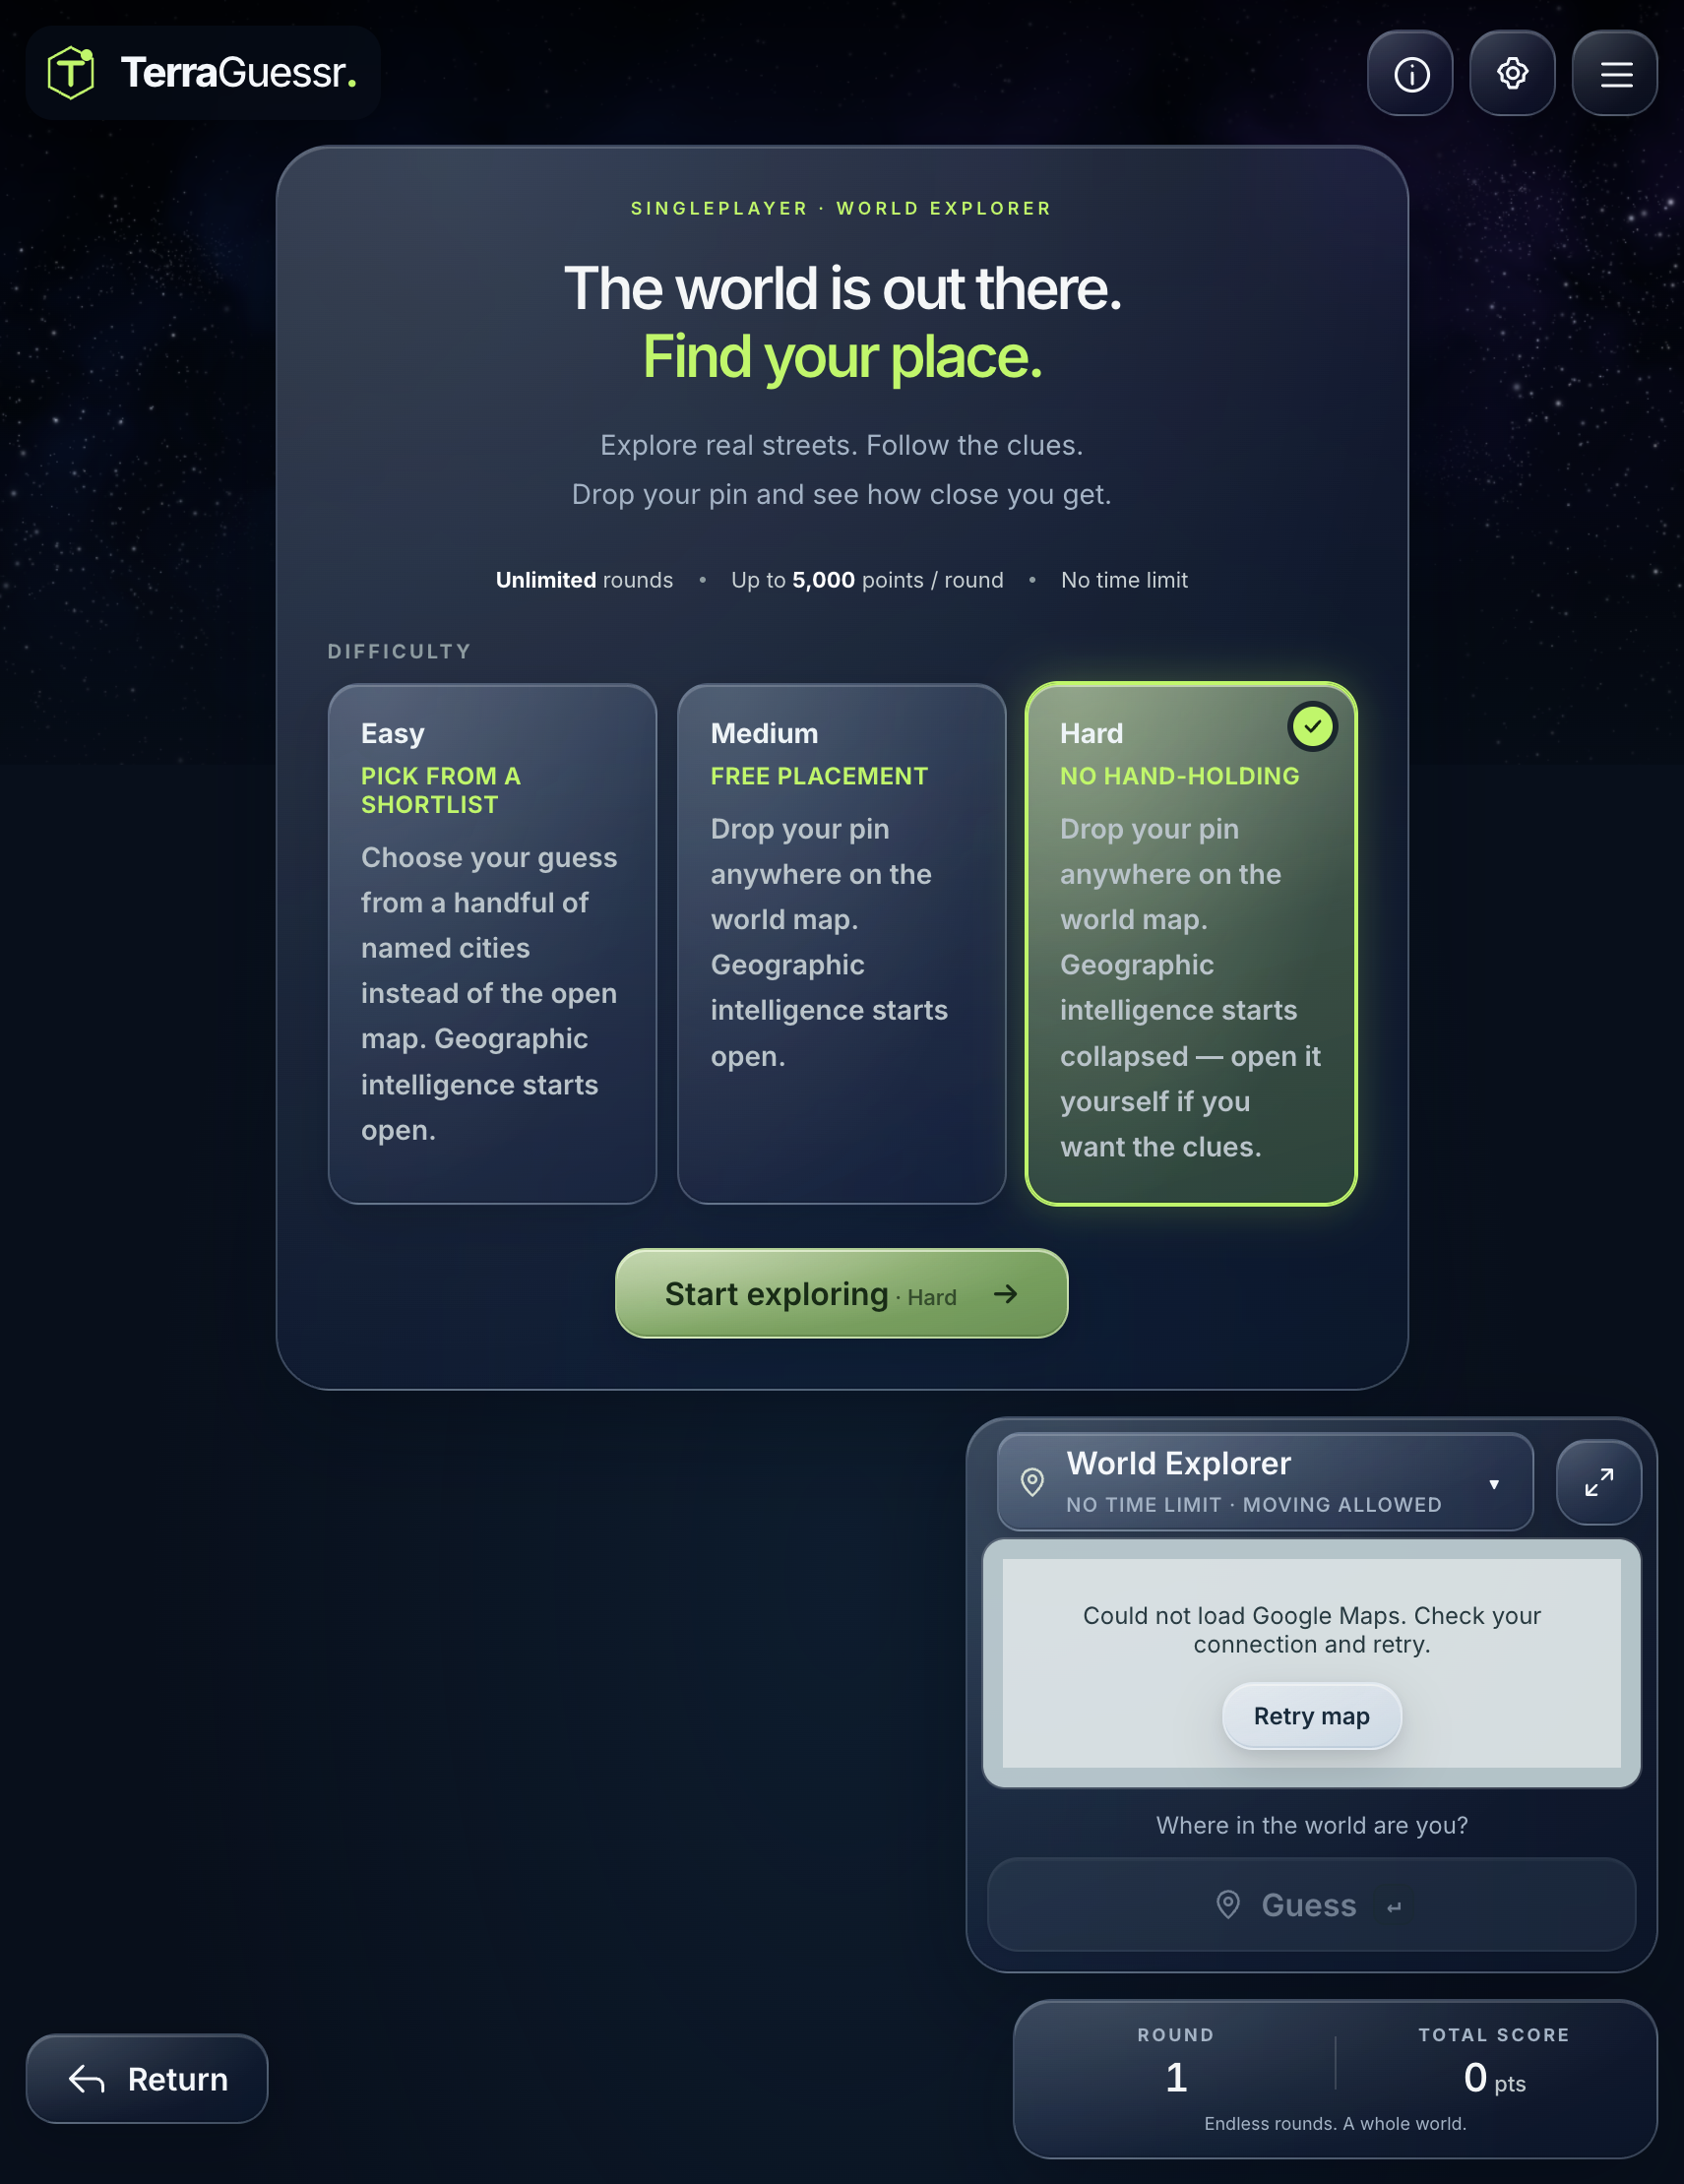 TerraGuessr.
SINGLEPLAYER · WORLD EXPLORER
The world is out there.
Find your place.
Explore real streets. Follow the clues.
Drop your pin and see how close you get.
Unlimited rounds • Up to 5,000 points / round • No time limit
DIFFICULTY
Easy
PICK FROM A
SHORTLIST
Choose your guess
from a handful of
named cities
instead of the open
map. Geographic
intelligence starts
open.
Medium
FREE PLACEMENT
Drop your pin
anywhere on the
world map.
Geographic
intelligence starts
open.
Hard
NO HAND-HOLDING
Drop your pin
anywhere on the
world map.
Geographic
intelligence starts
collapsed — open it
yourself if you
want the clues.
Start exploring · Hard →
World Explorer
NO TIME LIMIT · MOVING ALLOWED
Could not load Google Maps. Check your
connection and retry.
Retry map
Where in the world are you?
Guess ↵
Return
ROUND
1
TOTAL SCORE
0 pts
Endless rounds. A whole world.